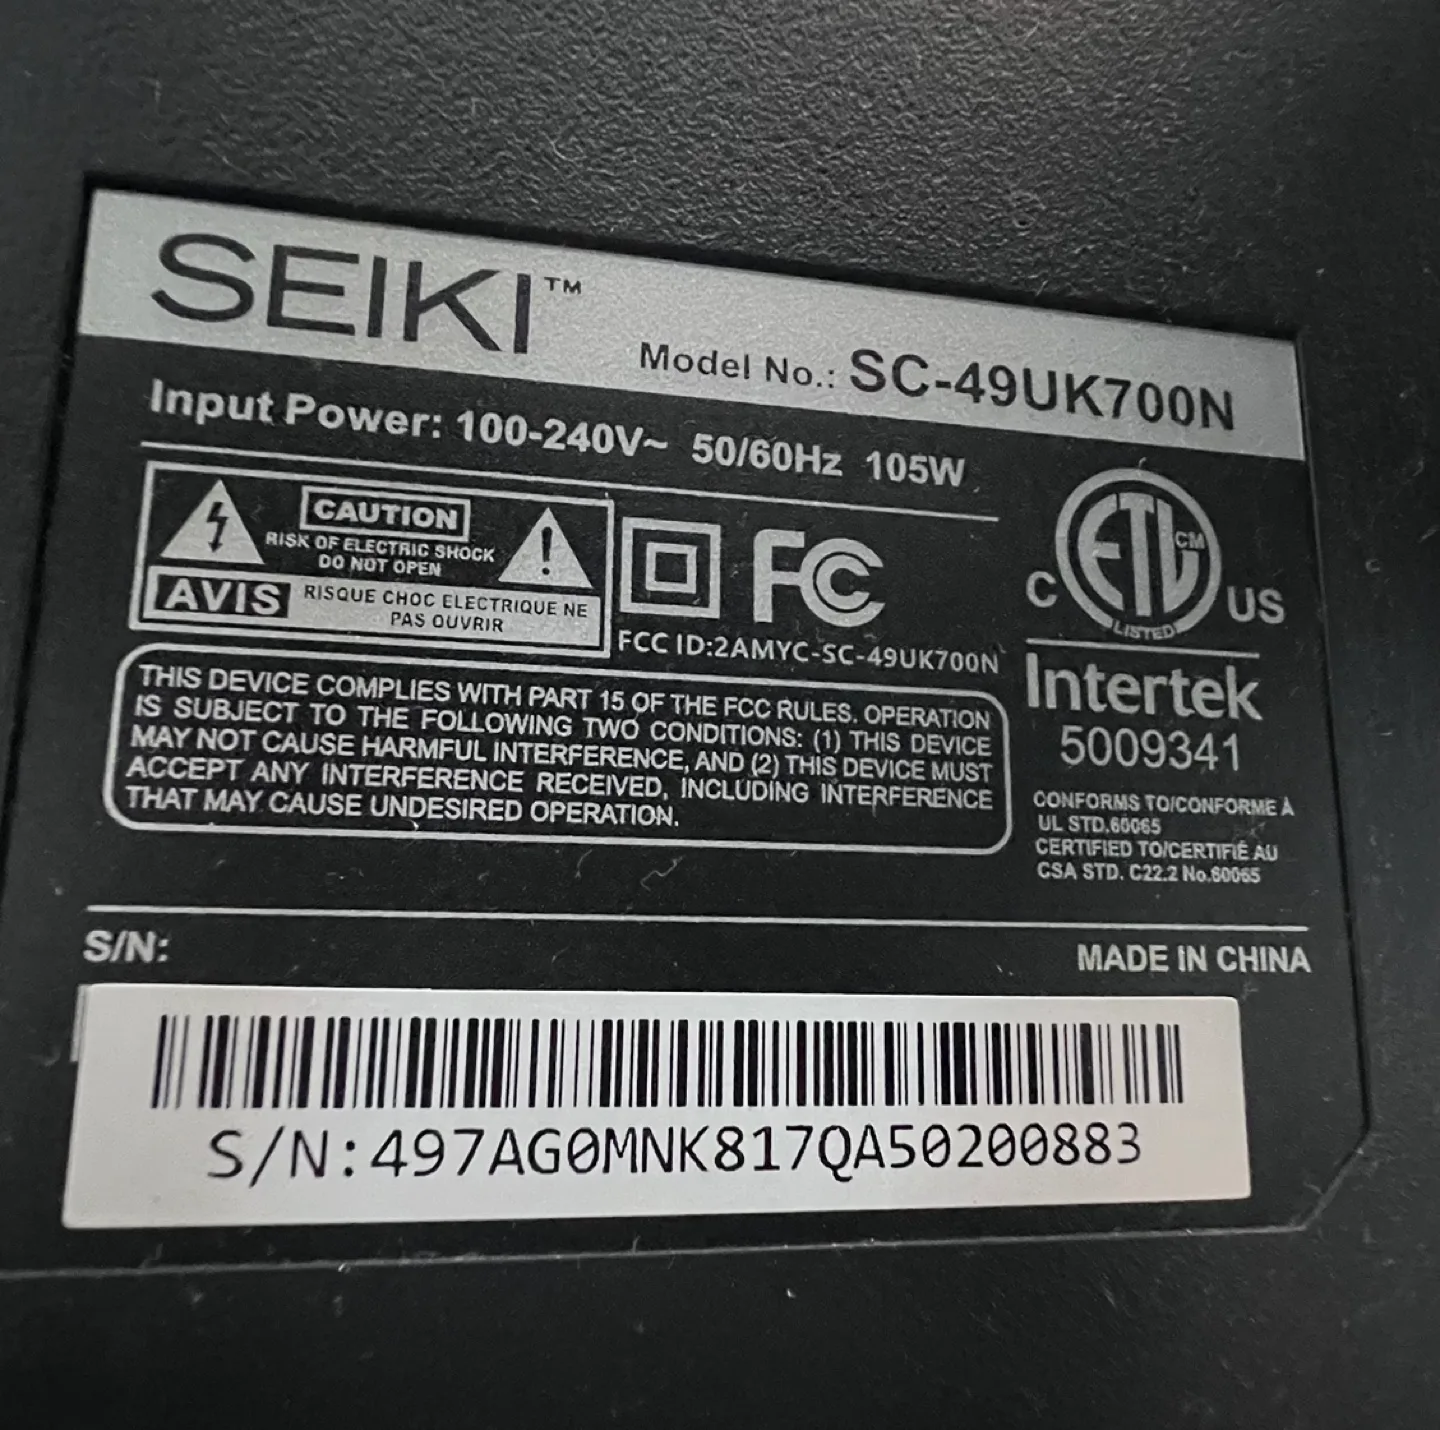 SEIKI™
Model No.: SC-49UK700N
Input Power: 100-240V~ 50/60Hz 105W
CAUTION
RISK OF ELECTRIC SHOCK
DO NOT OPEN
AVIS
RISQUE CHOC ELECTRIQUE NE
PAS OUVRIR
FC
FCC ID:2AMYC-SC-49UK700N
C ETL CM US
LISTED
Intertek
5009341
CONFORMS TO/CONFORME À
UL STD.60065
CERTIFIED TO/CERTIFIÉ AU
CSA STD. C22.2 No.60065
THIS DEVICE COMPLIES WITH PART 15 OF THE FCC RULES. OPERATION
IS SUBJECT TO THE FOLLOWING TWO CONDITIONS: (1) THIS DEVICE
MAY NOT CAUSE HARMFUL INTERFERENCE, AND (2) THIS DEVICE MUST
ACCEPT ANY INTERFERENCE RECEIVED, INCLUDING INTERFERENCE
THAT MAY CAUSE UNDESIRED OPERATION.
S/N:
MADE IN CHINA
S/N:497AG0MNK817QA50200883